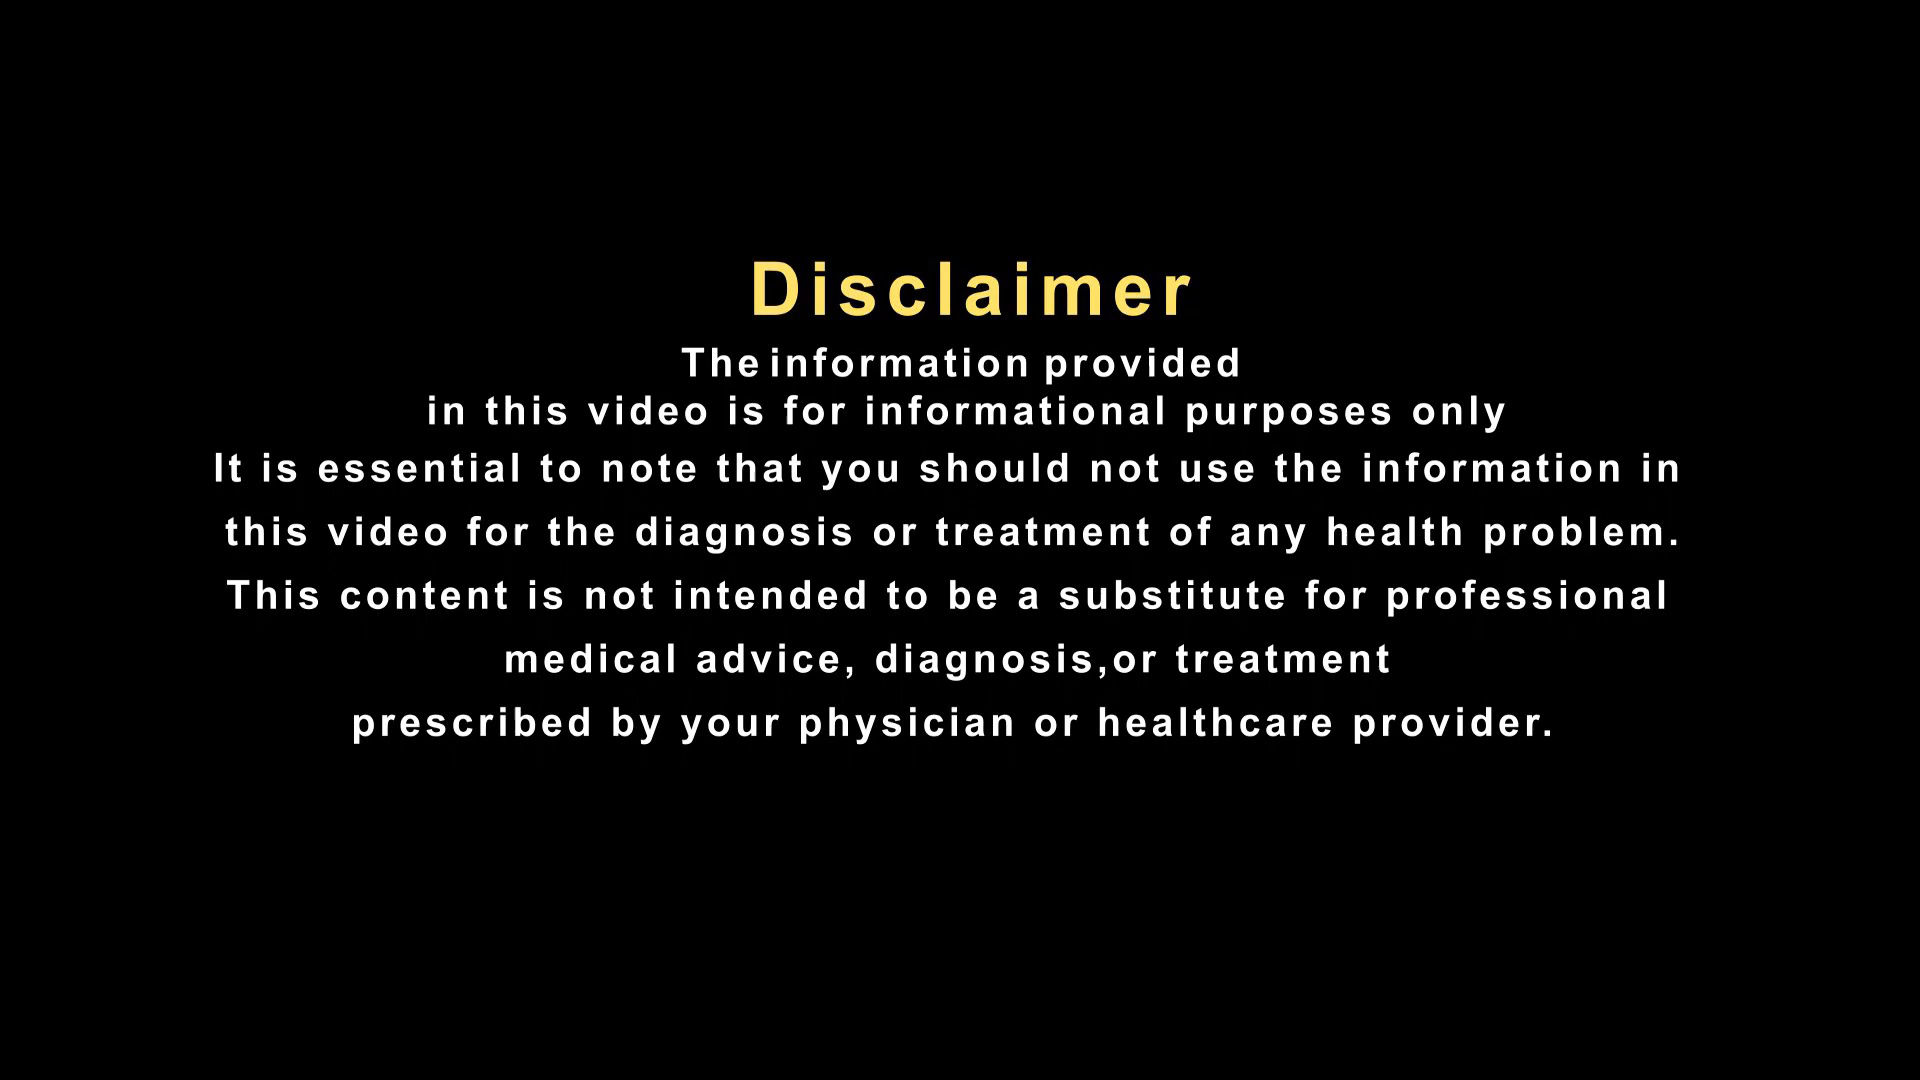 Disclaimer
The information provided
in this video is for informational purposes only
It is essential to note that you should not use the information in
this video for the diagnosis or treatment of any health problem.
This content is not intended to be a substitute for professional
medical advice, diagnosis,or treatment
prescribed by your physician or healthcare provider.